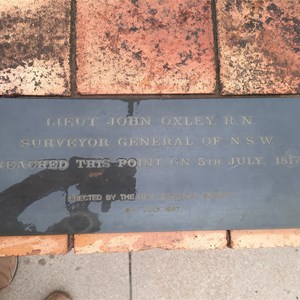 LIEUT JOHN OXLEY, R.N.
SURVEYOR GENERAL OF N.S.W.
REACHED THIS POINT ON 5TH JULY, 1817
ERECTED BY THE